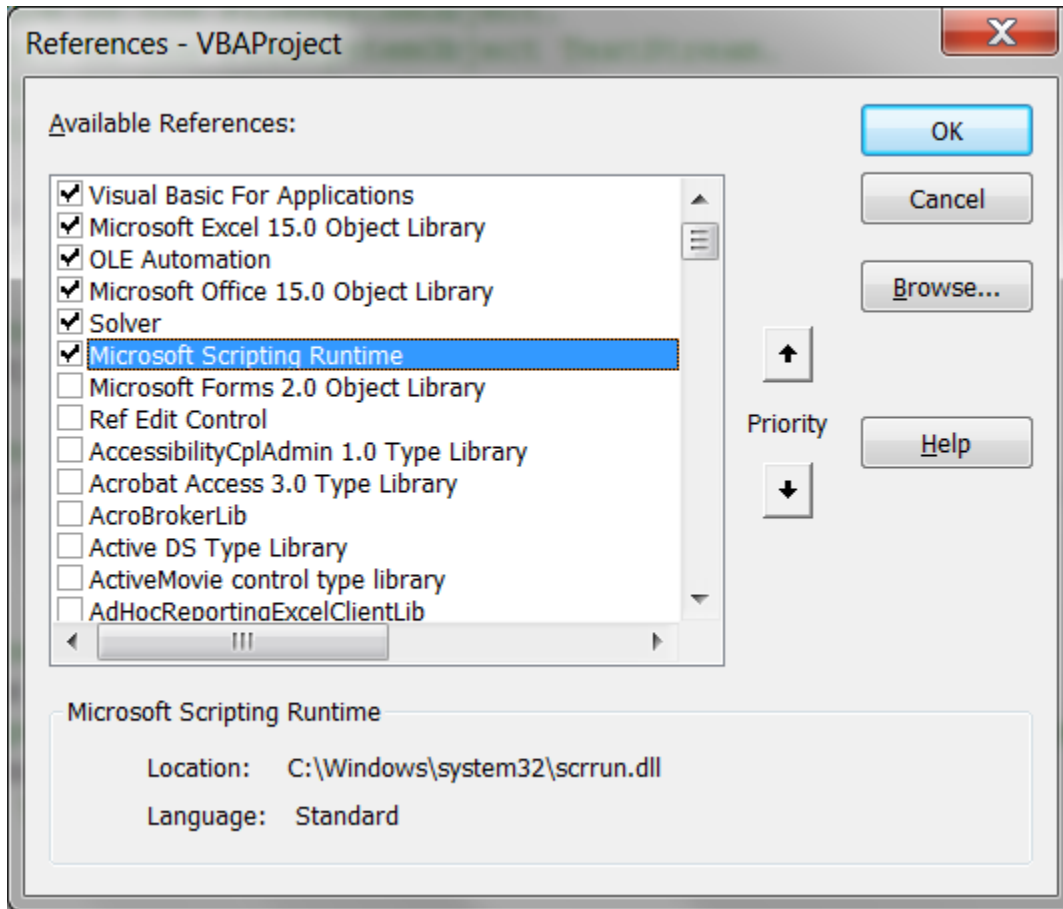 References - VBAProject
Available References:
OK
Visual Basic For Applications
Microsoft Excel 15.0 Object Library
OLE Automation
Microsoft Office 15.0 Object Library
Solver
Microsoft Scripting Runtime
Microsoft Forms 2.0 Object Library
Ref Edit Control
AccessibilityCplAdmin 1.0 Type Library
Acrobat Access 3.0 Type Library
AcroBrokerLib
Active DS Type Library
ActiveMovie control type library
AdHocReportingExcelClientLib
Cancel
Browse...
Priority
Help
Microsoft Scripting Runtime
Location: C:\Windows\system32\scrrun.dll
Language: Standard